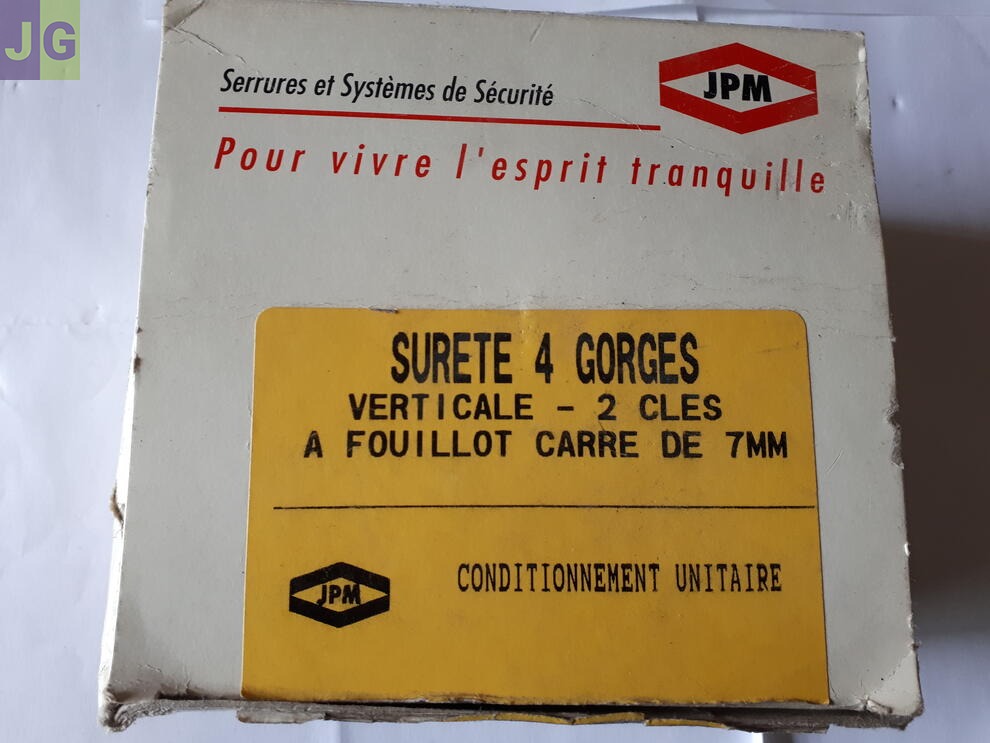 JG
Serrures et Systèmes de Sécurité
JPM
Pour vivre l'esprit tranquille
SURETE 4 GORGES
VERTICALE - 2 CLES
A FOUILLOT CARRE DE 7MM
JPM
CONDITIONNEMENT UNITAIRE